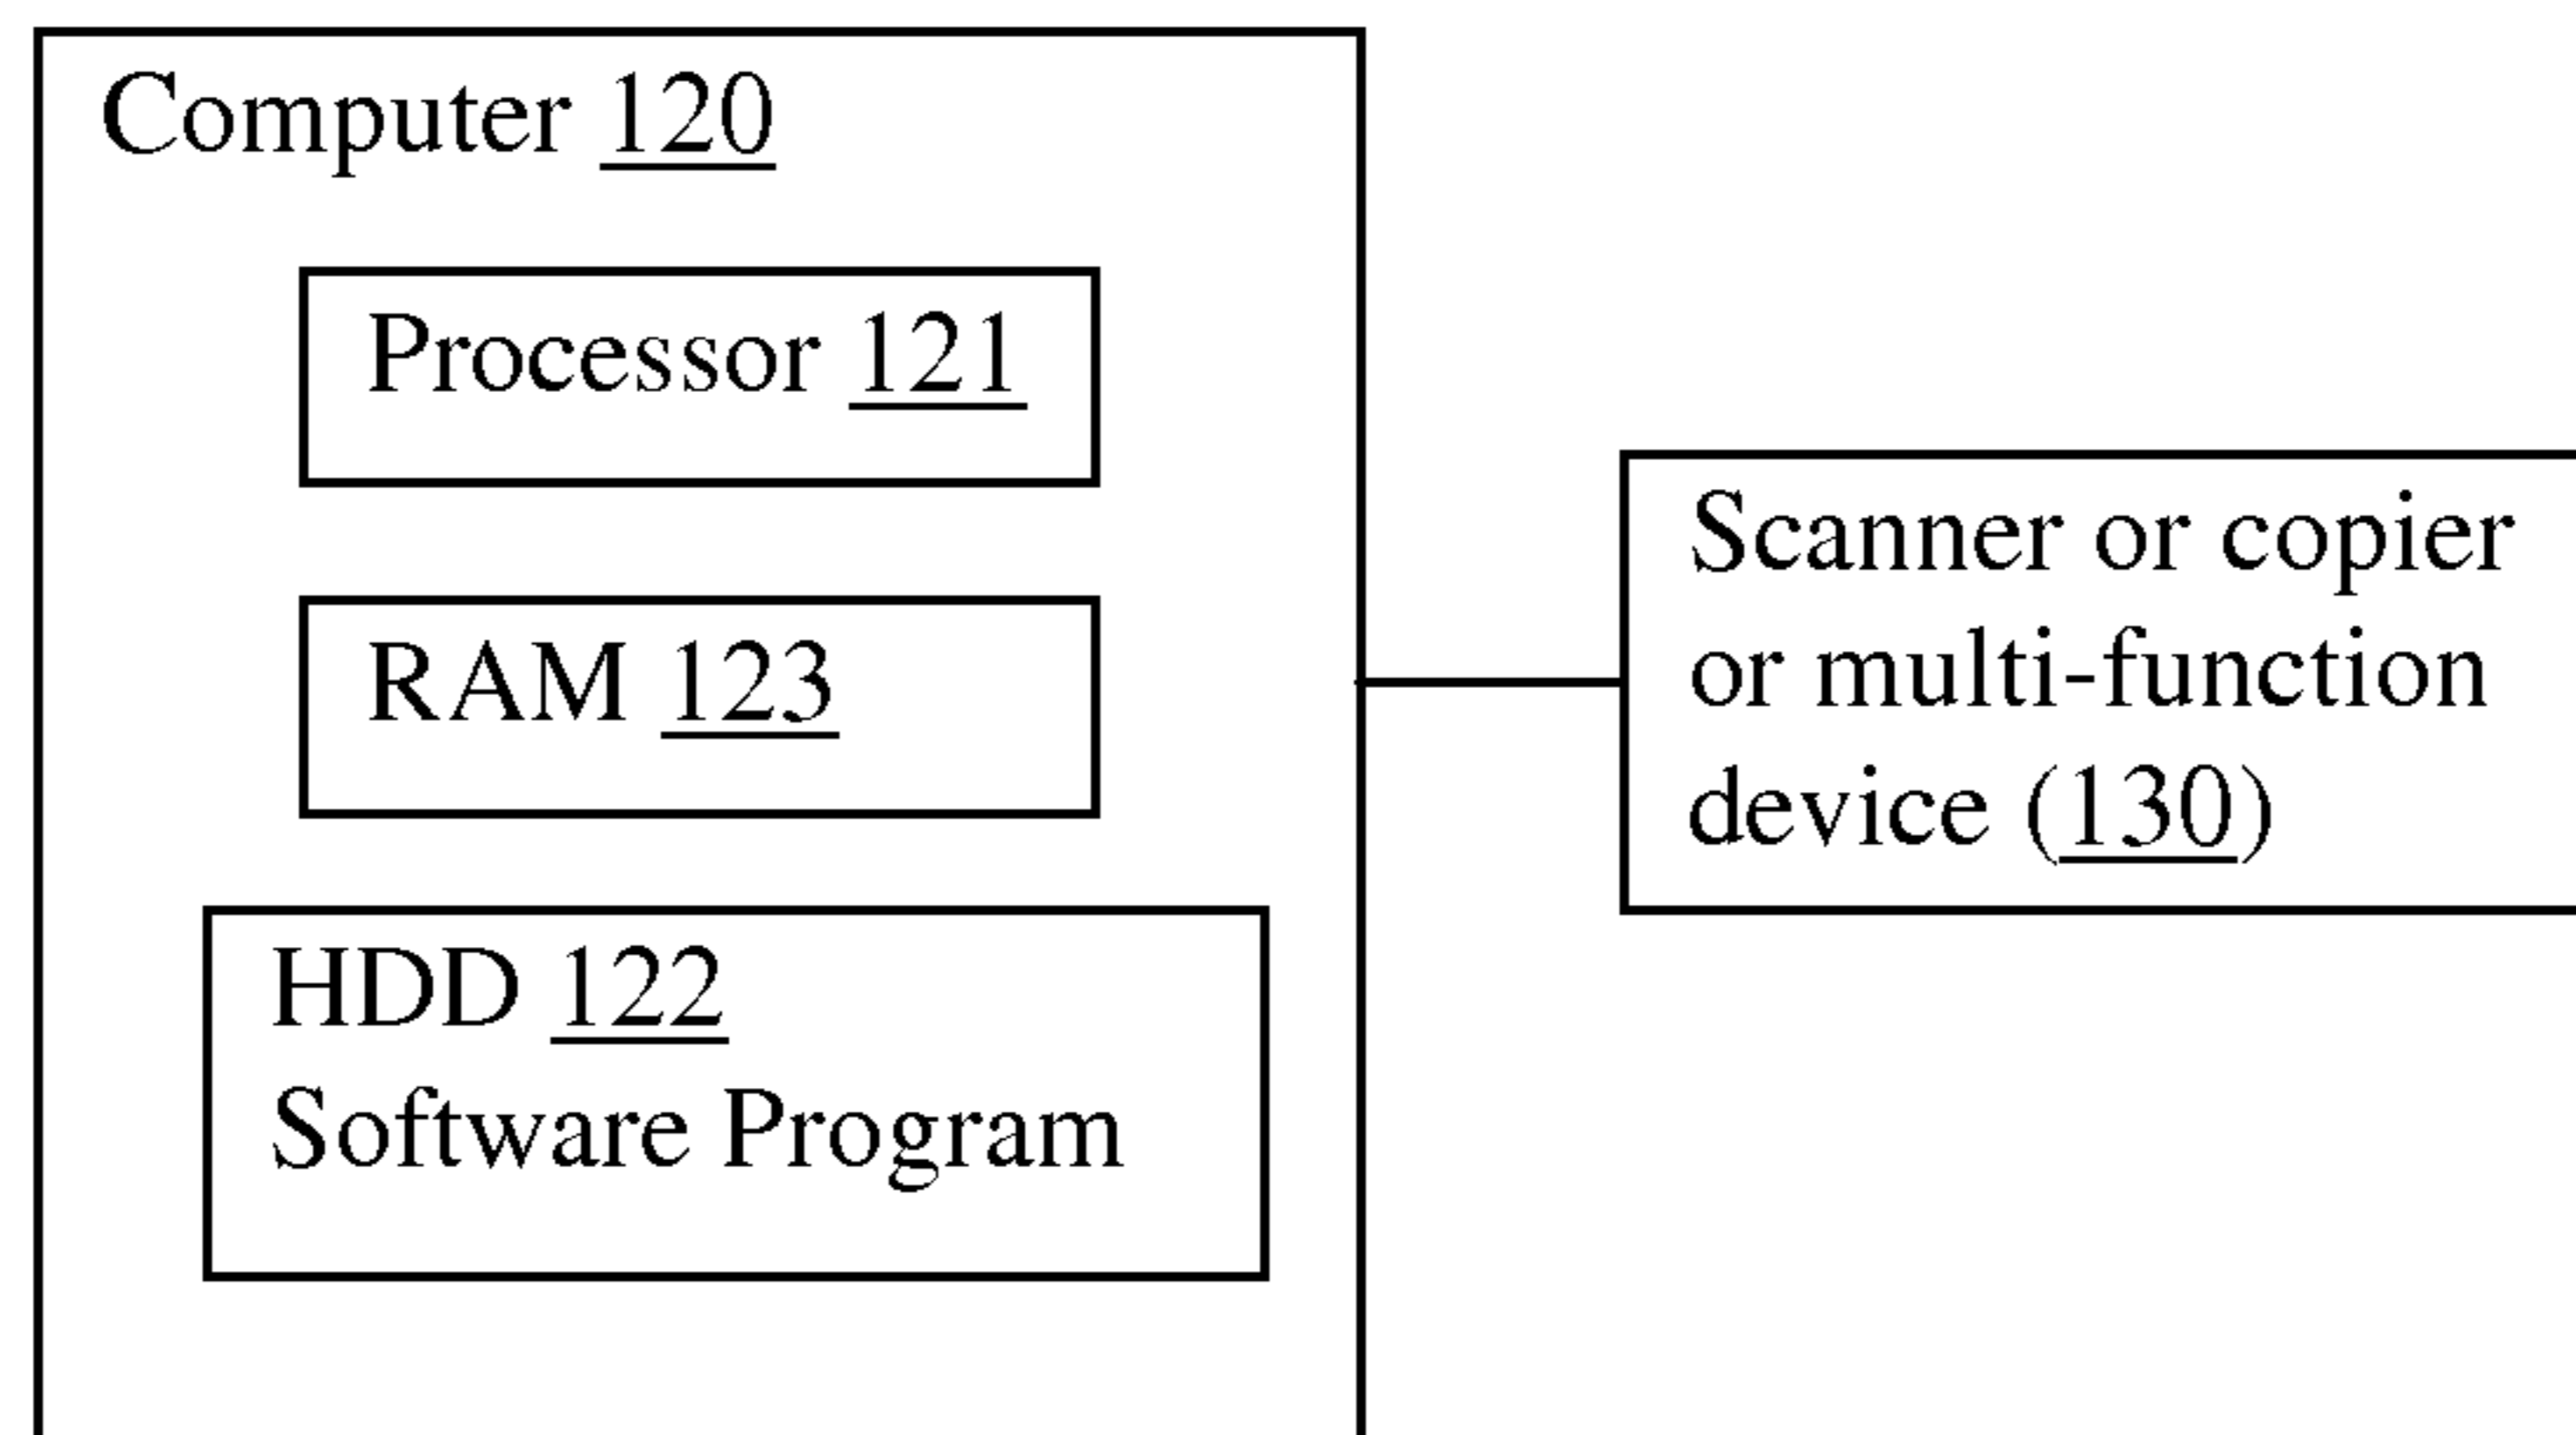 Computer 120
Processor 121
RAM 123
HDD 122
Software Program
Scanner or copier
or multi-function
device (130)